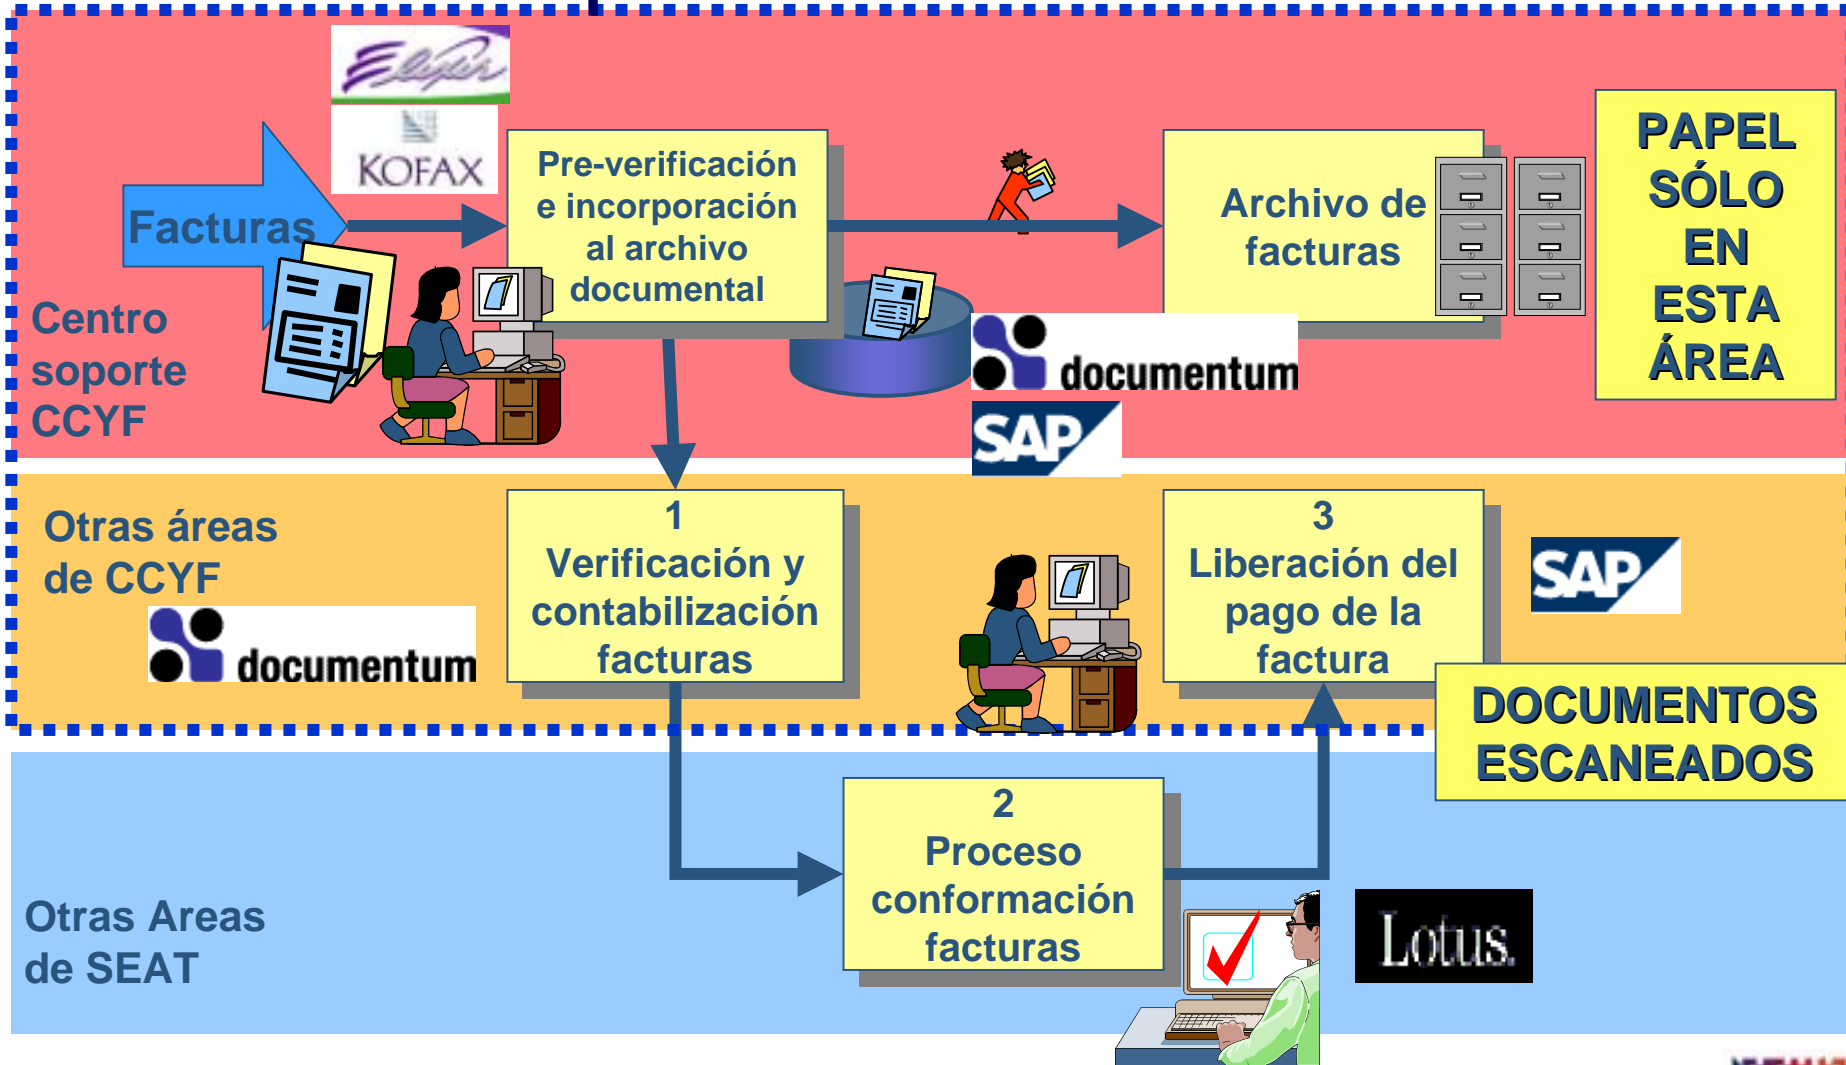 KOFAX
Facturas
Pre-verificación
e incorporación
al archivo
documental
Archivo de
facturas
PAPEL
SÓLO
EN
ESTA
ÁREA
Centro
soporte
CCYF
documentum
SAP
Otras áreas
de CCYF
documentum
1
Verificación y
contabilización
facturas
3
Liberación del
pago de la
factura
SAP
DOCUMENTOS
ESCANEADOS
2
Proceso
conformación
facturas
Otras Areas
de SEAT
Lotus.